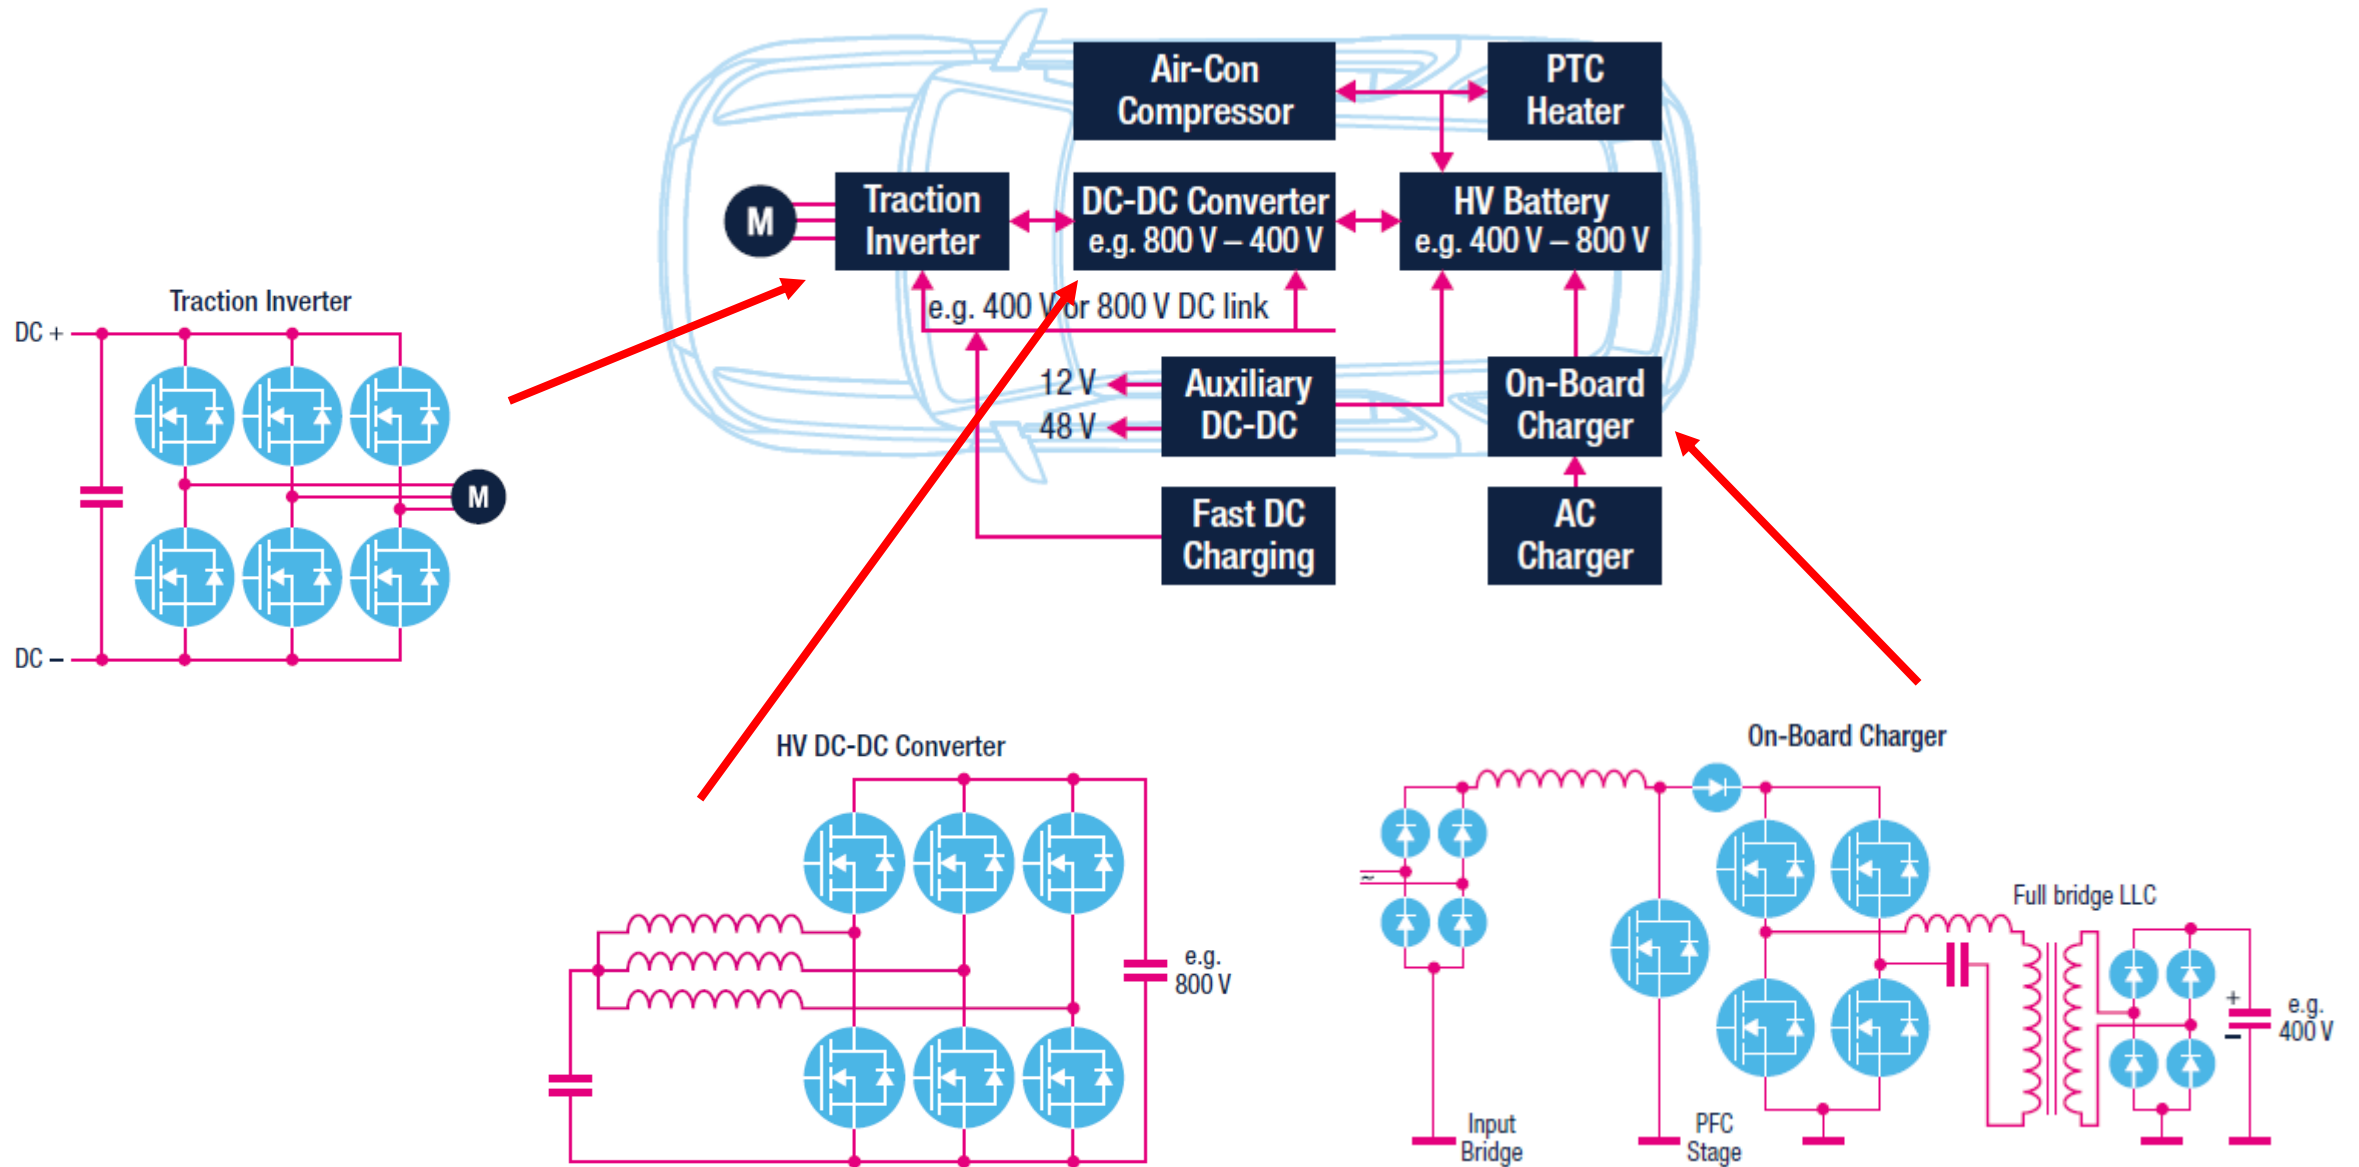 Air-Con
Compressor
PTC
Heater
M
Traction
Inverter
DC-DC Converter
e.g. 800 V – 400 V
HV Battery
e.g. 400 V – 800 V
e.g. 400 V or 800 V DC link
12 V
48 V
Auxiliary
DC-DC
On-Board
Charger
Fast DC
Charging
AC
Charger
Traction Inverter
DC +
M
DC –
HV DC-DC Converter
e.g.
800 V
On-Board Charger
~
Full bridge LLC
+
–
e.g.
400 V
Input
Bridge
PFC
Stage